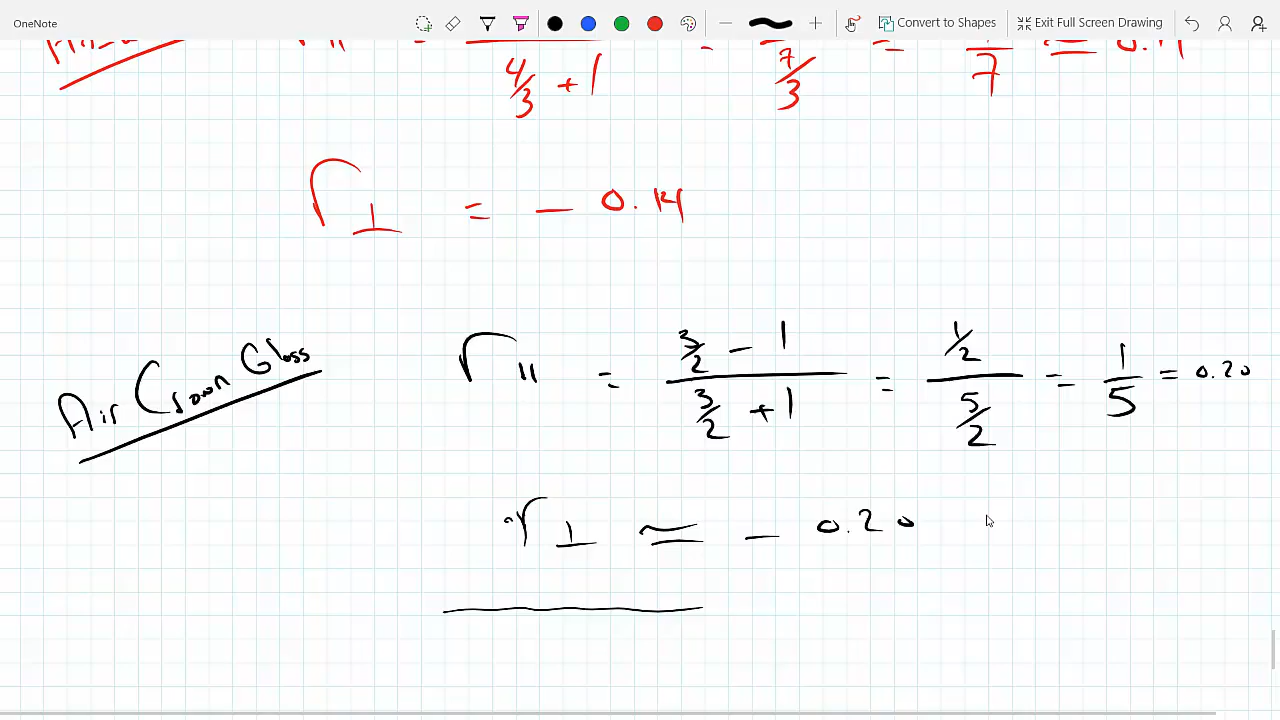 OneNote
Convert to Shapes
Exit Full Screen Drawing
4/3 + 1
7/3
7
r⊥ = - 0.14
Air Crown Glass
r∥ = (3/2 - 1)/(3/2 + 1) = (1/2)/(5/2) = 1/5 = 0.20
r⊥ ≅ - 0.20